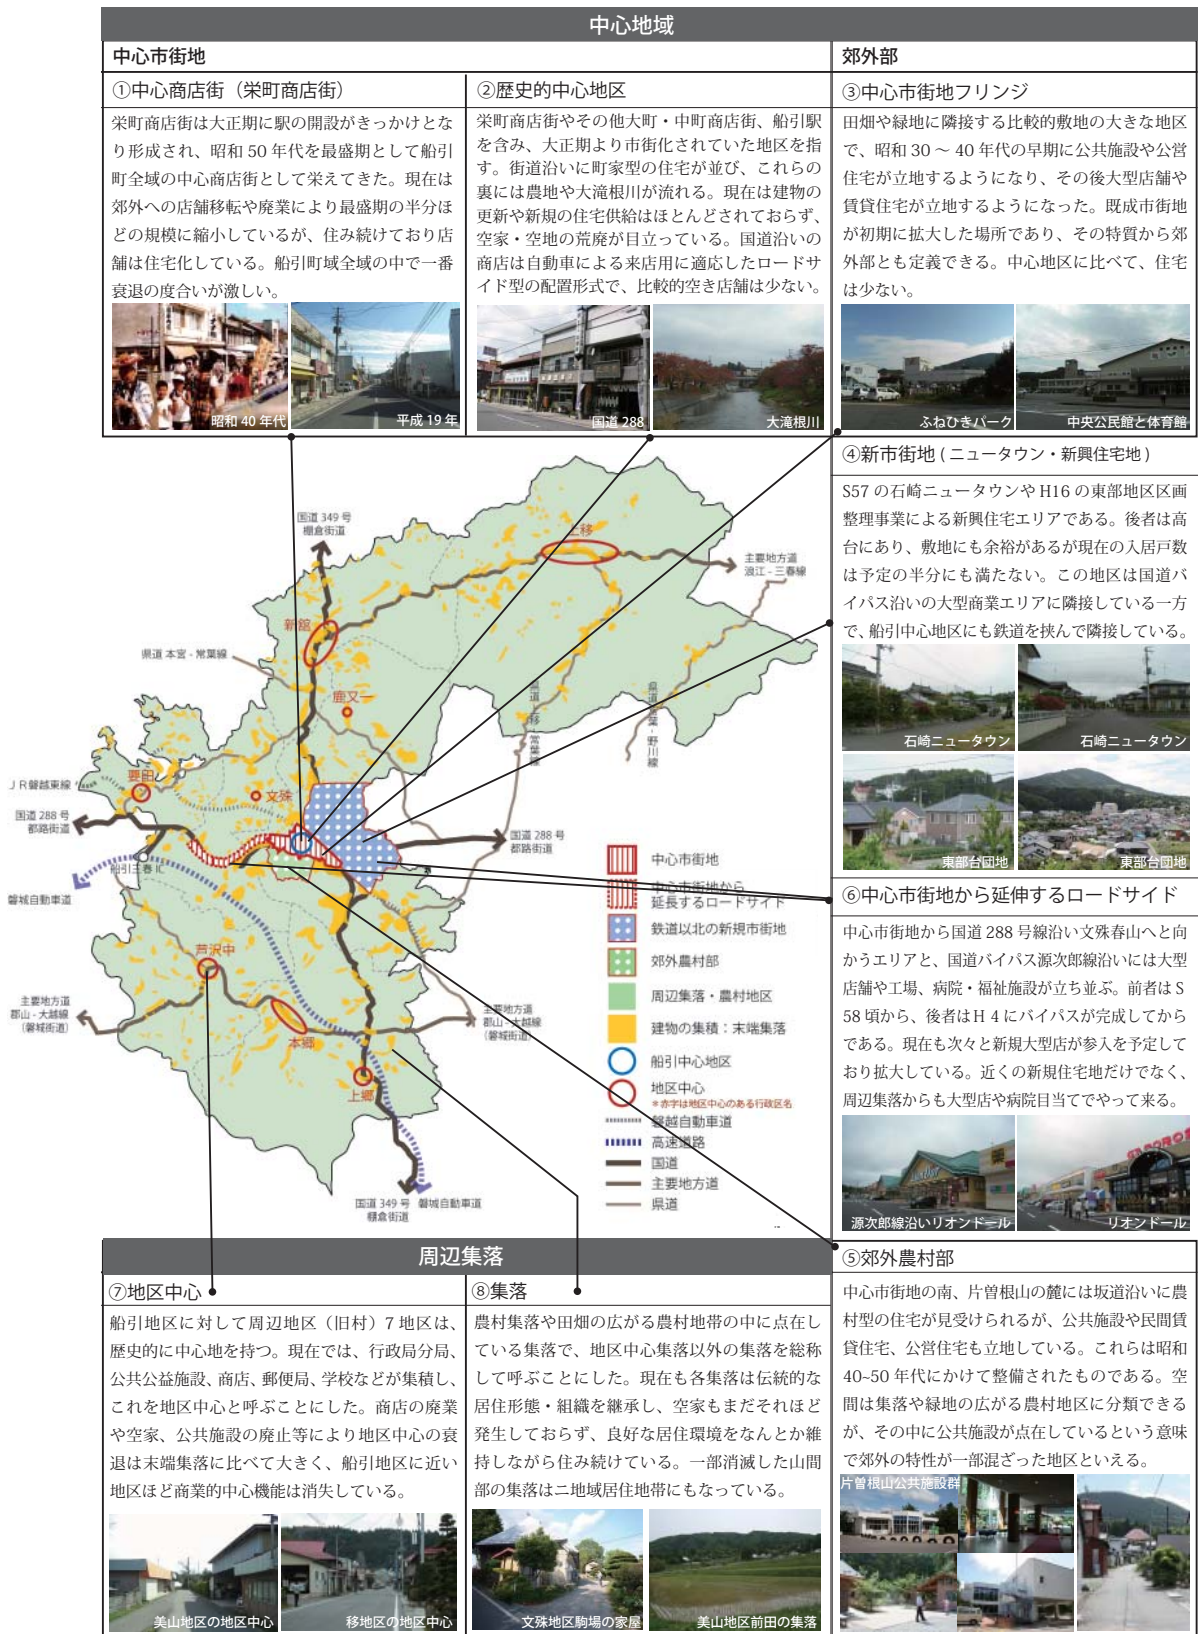 中心地域
中心市街地
郊外部
①中心商店街（栄町商店街）
栄町商店街は大正期に駅の開設がきっかけとな
り形成され、昭和 50 年代を最盛期として船引
町全域の中心商店街として栄えてきた。現在は
郊外への店舗移転や廃業により最盛期の半分ほ
どの規模に縮小しているが、住み続けており店
舗は住宅化している。船引町域全域の中で一番
衰退の度合いが激しい。
昭和 40 年代
平成 19 年
②歴史的中心地区
栄町商店街やその他大町・中町商店街、船引駅
を含み、大正期より市街化されていた地区を指
す。街道沿いに町家型の住宅が並び、これらの
裏には農地や大滝根川が流れる。現在は建物の
更新や新規の住宅供給はほとんどされておらず、
空家・空地の荒廃が目立っている。国道沿いの
商店は自動車による来店用に適応したロードサ
イド型の配置形式で、比較的空き店舗は少ない。
国道 288
大滝根川
③中心市街地フリンジ
田畑や緑地に隣接する比較的敷地の大きな地区
で、昭和 30 〜 40 年代の早期に公共施設や公営
住宅が立地するようになり、その後大型店舗や
賃貸住宅が立地するようになった。既成市街地
が初期に拡大した場所であり、その特質から郊
外部とも定義できる。中心地区に比べて、住宅
は少ない。
ふねひきパーク
中央公民館と体育館
④新市街地 ( ニュータウン・新興住宅地 )
S57 の石崎ニュータウンや H16 の東部地区区画
整理事業による新興住宅エリアである。後者は高
台にあり、敷地にも余裕があるが現在の入居戸数
は予定の半分にも満たない。この地区は国道バ
イパス沿いの大型商業エリアに隣接している一方
で、船引中心地区にも鉄道を挟んで隣接している。
石崎ニュータウン
石崎ニュータウン
東部台団地
東部台団地
⑥中心市街地から延伸するロードサイド
中心市街地から国道 288 号線沿い文殊春山へと向
かうエリアと、国道バイパス源次郎線沿いには大型
店舗や工場、病院・福祉施設が立ち並ぶ。前者は S
58 頃から、後者は H 4 にバイパスが完成してから
である。現在も次々と新規大型店が参入を予定して
おり拡大している。近くの新規住宅地だけでなく、
周辺集落からも大型店や病院目当てでやって来る。
源次郎線沿いリオンドール
リオンドール
国道 349 号
棚倉街道
上移
主要地方道
浪江 - 三春線
新舘
県道 本宮 - 常葉線
鹿又一
県道 上移 - 常葉線
要田
ＪＲ磐越東線
文殊
国道 288 号
都路街道
国道 288 号
都路街道
船引三春 IC
磐城自動車道
芦沢中
主要地方道
郡山 - 大越線
（磐城街道）
主要地方道
郡山 - 大越線
（磐城街道）
本郷
上郷
国道 349 号
棚倉街道
磐城自動車道
中心市街地
中心市街地から
延長するロードサイド
鉄道以北の新規市街地
郊外農村部
周辺集落・農村地区
建物の集積：末端集落
船引中心地区
地区中心
＊赤字は地区中心のある行政区名
磐越自動車道
高速道路
国道
主要地方道
県道
周辺集落
⑦地区中心
船引地区に対して周辺地区（旧村）7 地区は、
歴史的に中心地を持つ。現在では、行政局分局、
公共公益施設、商店、郵便局、学校などが集積し、
これを地区中心と呼ぶことにした。商店の廃業
や空家、公共施設の廃止等により地区中心の衰
退は末端集落に比べて大きく、船引地区に近い
地区ほど商業的中心機能は消失している。
美山地区の地区中心
移地区の地区中心
⑧集落
農村集落や田畑の広がる農村地帯の中に点在し
ている集落で、地区中心集落以外の集落を総称
して呼ぶことにした。現在も各集落は伝統的な
居住形態・組織を継承し、空家もまだそれほど
発生しておらず、良好な居住環境をなんとか維
持しながら住み続けている。一部消滅した山間
部の集落は二地域居住地帯にもなっている。
文殊地区駒場の家屋
美山地区前田の集落
⑤郊外農村部
中心市街地の南、片曽根山の麓には坂道沿いに農
村型の住宅が見受けられるが、公共施設や民間賃
貸住宅、公営住宅も立地している。これらは昭和
40~50 年代にかけて整備されたものである。空
間は集落や緑地の広がる農村地区に分類できる
が、その中に公共施設が点在しているという意味
で郊外の特性が一部混ざった地区といえる。
片曽根山公共施設群